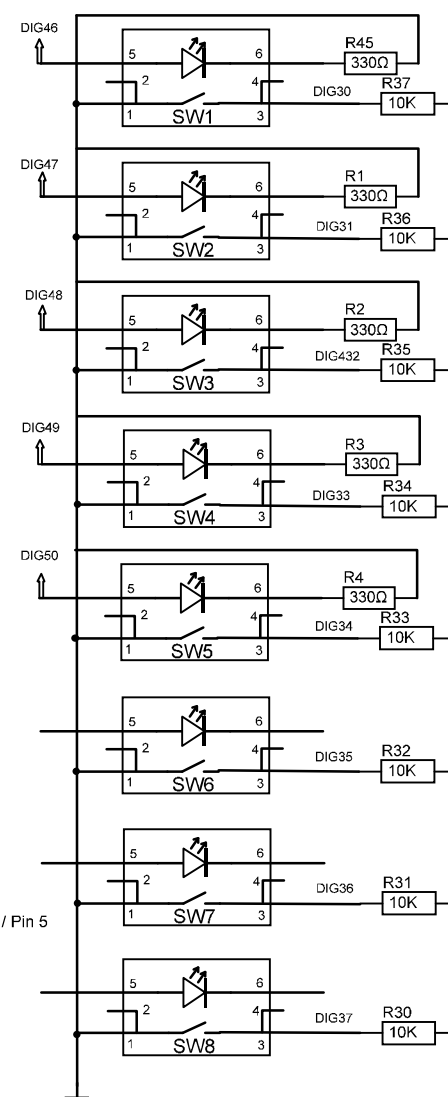 DIG46
R45
5
6
330Ω
R37
2
4
DIG30
10K
1
SW1
3
DIG47
R1
5
6
330Ω
R36
2
4
DIG31
10K
1
SW2
3
DIG48
R2
5
6
330Ω
R35
2
4
DIG432
10K
1
SW3
3
DIG49
R3
5
6
330Ω
R34
2
4
DIG33
10K
1
SW4
3
DIG50
R4
5
6
330Ω
R33
2
4
DIG34
10K
1
SW5
3
5
6
R32
2
4
DIG35
10K
1
SW6
3
5
6
R31
2
4
DIG36
10K
1
SW7
3
/ Pin 5
5
6
R30
2
4
DIG37
10K
1
SW8
3